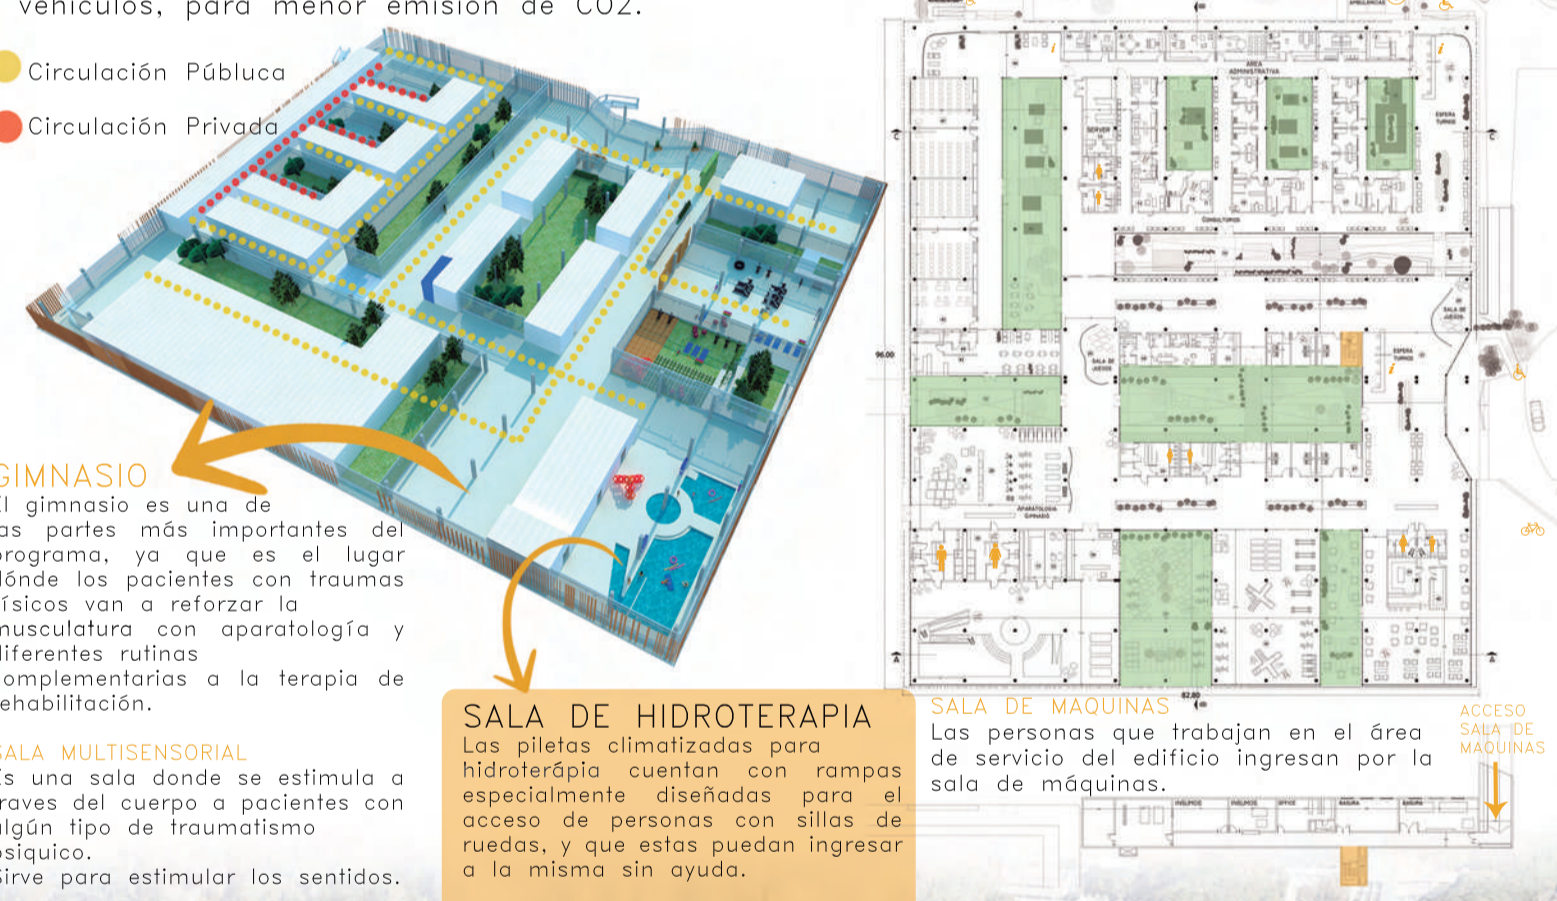 vehículos, para menor emisión de CO2.
Circulación Públuca
Circulación Privada
GIMNASIO
El gimnasio es una de
las partes más importantes del
programa, ya que es el lugar
dónde los pacientes con traumas
físicos van a reforzar la
musculatura con aparatología y
diferentes rutinas
complementarias a la terapia de
rehabilitación.
SALA MULTISENSORIAL
Es una sala donde se estimula a
traves del cuerpo a pacientes con
algún tipo de traumatismo
psiquico.
Sirve para estimular los sentidos.
SALA DE HIDROTERAPIA
Las piletas climatizadas para
hidroterápia cuentan con rampas
especialmente diseñadas para el
acceso de personas con sillas de
ruedas, y que estas puedan ingresar
a la misma sin ayuda.
AMBULANCIAS
i
i
AREA
ADMINISTRATIVA
SERVER
ESPERA
TURNOS
C
C
CONSULTORIOS
SALA DE
JUEGOS
SALA DE
JUEGOS
ESPERA
TURNOS
i
96.00
APARATOLOGIA
GIMNASIO
A
A
82.80
SALA DE MAQUINAS
Las personas que trabajan en el área
de servicio del edificio ingresan por la
sala de máquinas.
ACCESO
SALA DE
MAQUINAS
INSUMOS
INSUMOS
OFFICE
BASURA
BASURA